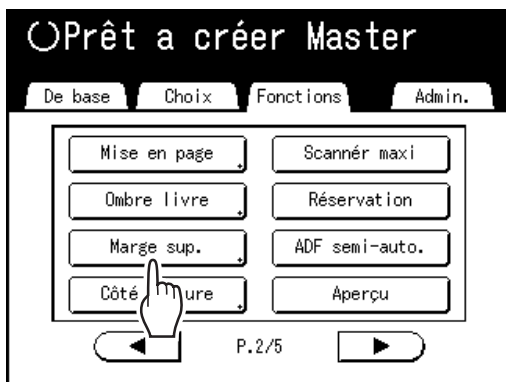 Prêt a créer Master
De base Choix Fonctions Admin.
Mise en page Scannér maxi
Ombre livre Réservation
Marge sup. ADF semi-auto.
Côté ure Aperçu
P.2/5